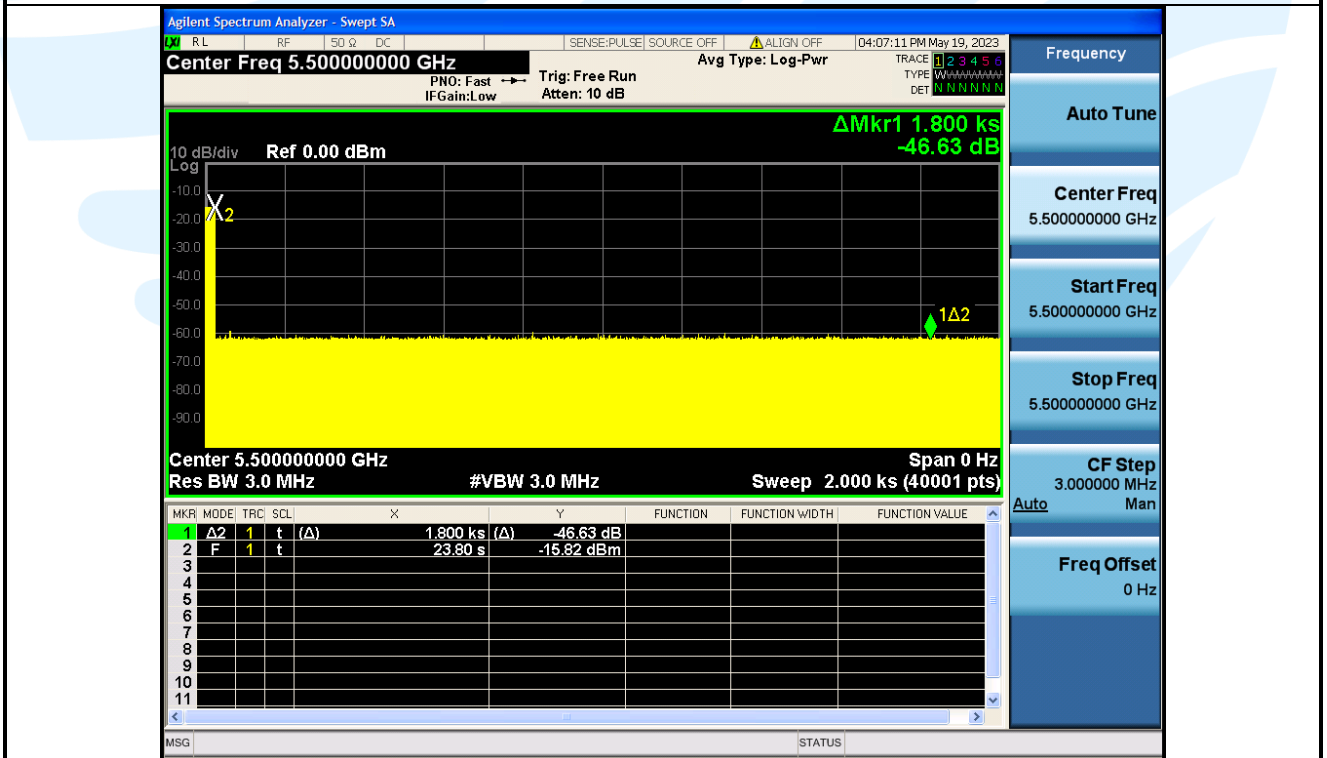 Agilent Spectrum Analyzer - Swept SA
LXI RL RF 50 Ω DC SENSE:PULSE SOURCE OFF ALIGN OFF 04:07:11 PM May 19, 2023
Center Freq 5.500000000 GHz
PNO: Fast
IFGain:Low
Trig: Free Run
Atten: 10 dB
Avg Type: Log-Pwr
TRACE 1 2 3 4 5 6
TYPE
DET N N N N N N
ΔMkr1 1.800 ks
-46.63 dB
10 dB/div Ref 0.00 dBm
Log
-10.0
-20.0
-30.0
-40.0
-50.0
-60.0
-70.0
-80.0
-90.0
X2
1Δ2
Center 5.500000000 GHz Span 0 Hz
Res BW 3.0 MHz #VBW 3.0 MHz Sweep 2.000 ks (40001 pts)
MKR MODE TRC SCL X Y FUNCTION FUNCTION WIDTH FUNCTION VALUE
1 Δ2 1 t (Δ) 1.800 ks (Δ) -46.63 dB
2 F 1 t 23.80 s -15.82 dBm
3
4
5
6
7
8
9
10
11
MSG STATUS
Frequency
Auto Tune
Center Freq
5.500000000 GHz
Start Freq
5.500000000 GHz
Stop Freq
5.500000000 GHz
CF Step
3.000000 MHz
Auto Man
Freq Offset
0 Hz